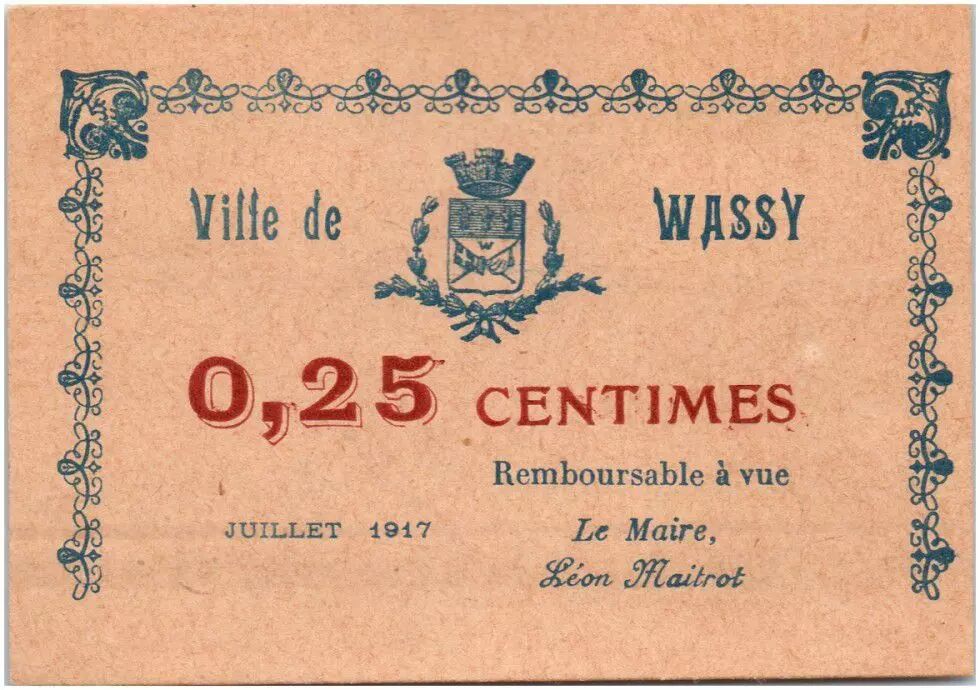 Ville de WASSY
W
0,25 CENTIMES
Remboursable à vue
JUILLET 1917
Le Maire,
Léon Maitrot